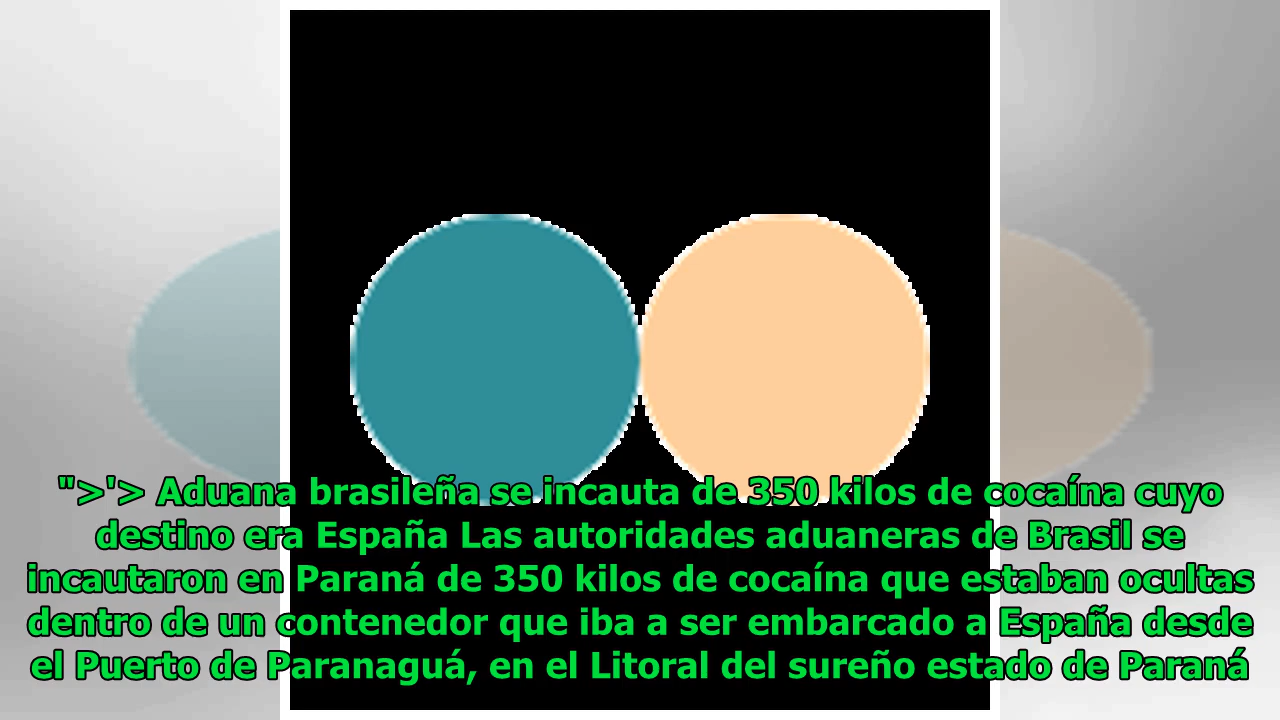 ">'> Aduana brasileña se incauta de 350 kilos de cocaína cuyo
destino era España Las autoridades aduaneras de Brasil se
incautaron en Paraná de 350 kilos de cocaína que estaban ocultas
dentro de un contenedor que iba a ser embarcado a España desde
el Puerto de Paranaguá, en el Litoral del sureño estado de Paraná